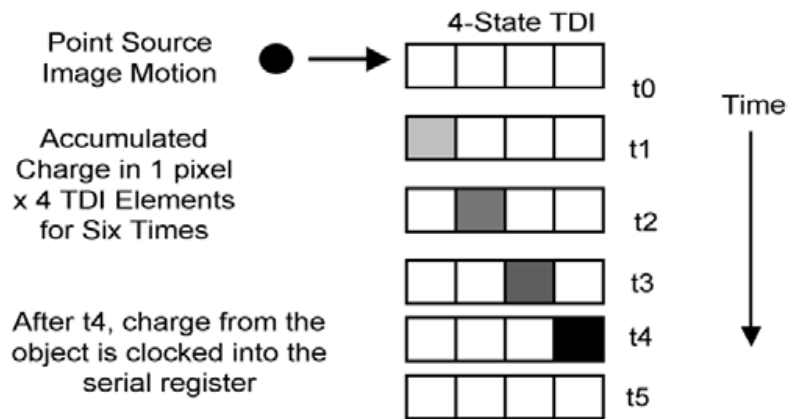 4-State TDI
Point Source
Image Motion
t0
Time
Accumulated
Charge in 1 pixel
x 4 TDI Elements
for Six Times
t1
t2
t3
After t4, charge from the
object is clocked into the
serial register
t4
t5